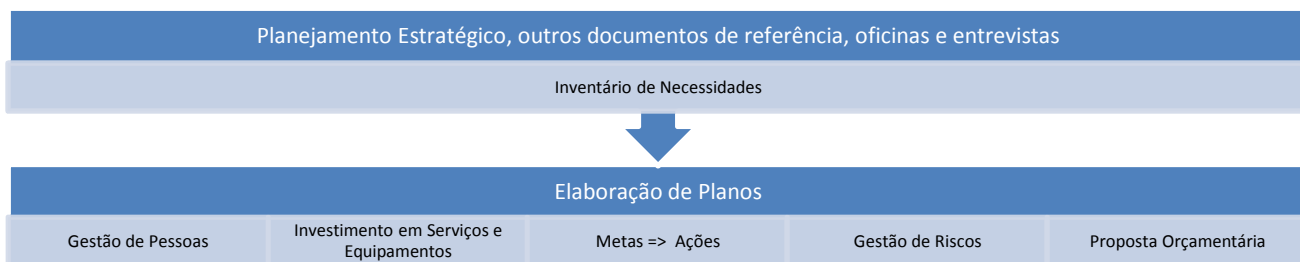 Planejamento Estratégico, outros documentos de referência, oficinas e entrevistas
Inventário de Necessidades
Elaboração de Planos
Gestão de Pessoas
Investimento em Serviços e
Equipamentos
Metas => Ações
Gestão de Riscos
Proposta Orçamentária